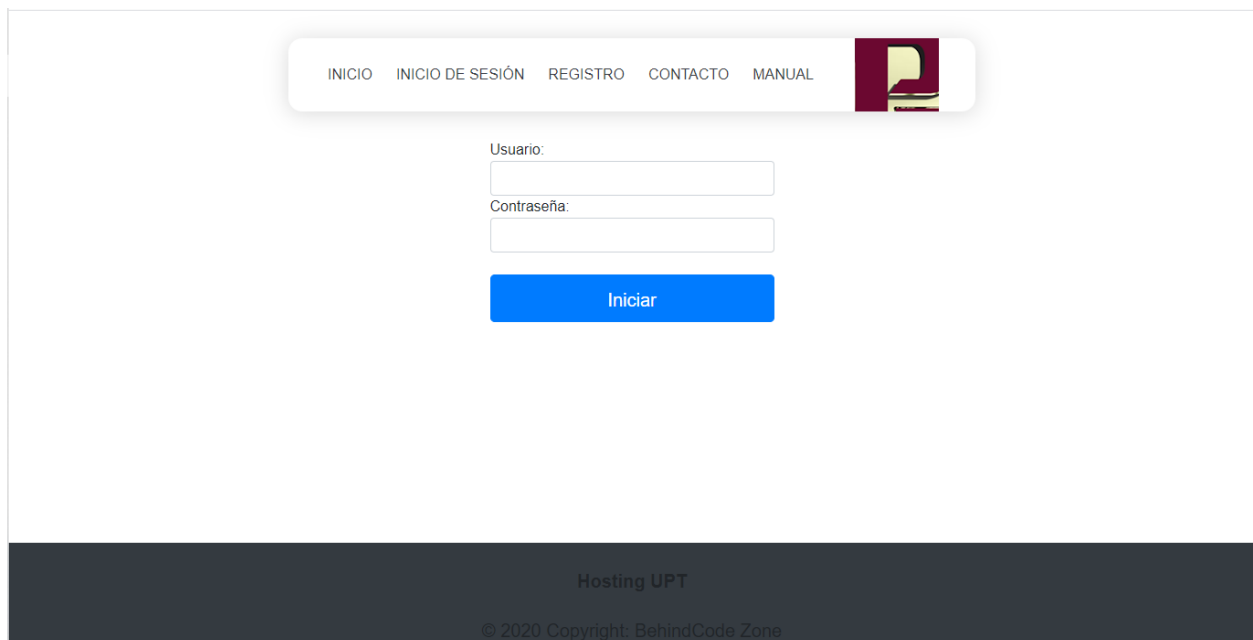 INICIO INICIO DE SESIÓN REGISTRO CONTACTO MANUAL
Usuario:
Contraseña:
Iniciar
Hosting UPT
© 2020 Copyright: BehindCode Zone